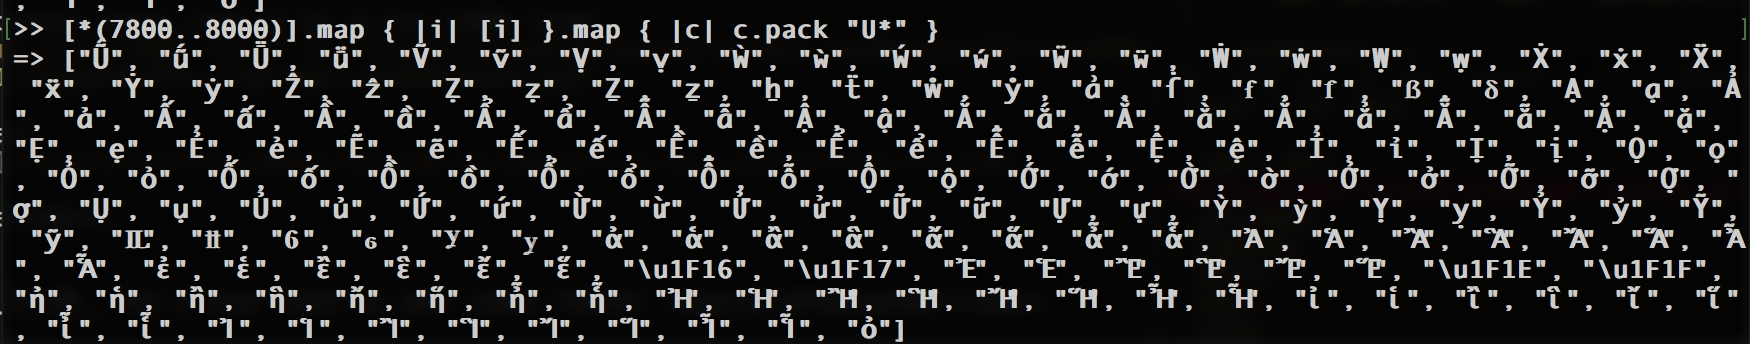 >> [*(7800..8000)].map { |i| [i] }.map { |c| c.pack "U*" }
=> ["Ṹ", "ṹ", "Ṻ", "ṻ", "Ṽ", "ṽ", "Ṿ", "ṿ", "Ẁ", "ẁ", "Ẃ", "ẃ", "Ẅ", "ẅ", "Ẇ", "ẇ", "Ẉ", "ẉ", "Ẋ", "ẋ", "Ẍ",
"ẍ", "Ẏ", "ẏ", "Ẑ", "ẑ", "Ẓ", "ẓ", "Ẕ", "ẕ", "ẖ", "ẗ", "ẘ", "ẙ", "ẚ", "ẛ", "ẜ", "ẝ", "ẞ", "ẟ", "Ạ", "ạ", "Ả
", "ả", "Ấ", "ấ", "Ầ", "ầ", "Ẩ", "ẩ", "Ẫ", "ẫ", "Ậ", "ậ", "Ắ", "ắ", "Ằ", "ằ", "Ẳ", "ẳ", "Ẵ", "ẵ", "Ặ", "ặ",
"Ẹ", "ẹ", "Ẻ", "ẻ", "Ẽ", "ẽ", "Ế", "ế", "Ề", "ề", "Ể", "ể", "Ễ", "ễ", "Ệ", "ệ", "Ỉ", "ỉ", "Ị", "ị", "Ọ", "ọ"
, "Ỏ", "ỏ", "Ố", "ố", "Ồ", "ồ", "Ổ", "ổ", "Ỗ", "ỗ", "Ộ", "ộ", "Ớ", "ớ", "Ờ", "ờ", "Ở", "ở", "Ỡ", "ỡ", "Ợ", "
ợ", "Ụ", "ụ", "Ủ", "ủ", "Ứ", "ứ", "Ừ", "ừ", "Ử", "ử", "Ữ", "ữ", "Ự", "ự", "Ỳ", "ỳ", "Ỵ", "ỵ", "Ỷ", "ỷ", "Ỹ",
"ỹ", "Ỻ", "ỻ", "Ỽ", "ỽ", "Ỿ", "ỿ", "ἀ", "ἁ", "ἂ", "ἃ", "ἄ", "ἅ", "ἆ", "ἇ", "Ἀ", "Ἁ", "Ἂ", "Ἃ", "Ἄ", "Ἅ", "Ἆ
", "Ἇ", "ἐ", "ἑ", "ἒ", "ἓ", "ἔ", "ἕ", "\u1F16", "\u1F17", "Ἐ", "Ἑ", "Ἒ", "Ἓ", "Ἔ", "Ἕ", "\u1F1E", "\u1F1F",
"ἠ", "ἡ", "ἢ", "ἣ", "ἤ", "ἥ", "ἦ", "ἧ", "Ἠ", "Ἡ", "Ἢ", "Ἣ", "Ἤ", "Ἥ", "Ἦ", "Ἧ", "ἰ", "ἱ", "ἲ", "ἳ", "ἴ", "ἵ"
, "ἶ", "ἷ", "Ἰ", "Ἱ", "Ἲ", "Ἳ", "Ἴ", "Ἵ", "Ἶ", "Ἷ", "ὀ"]